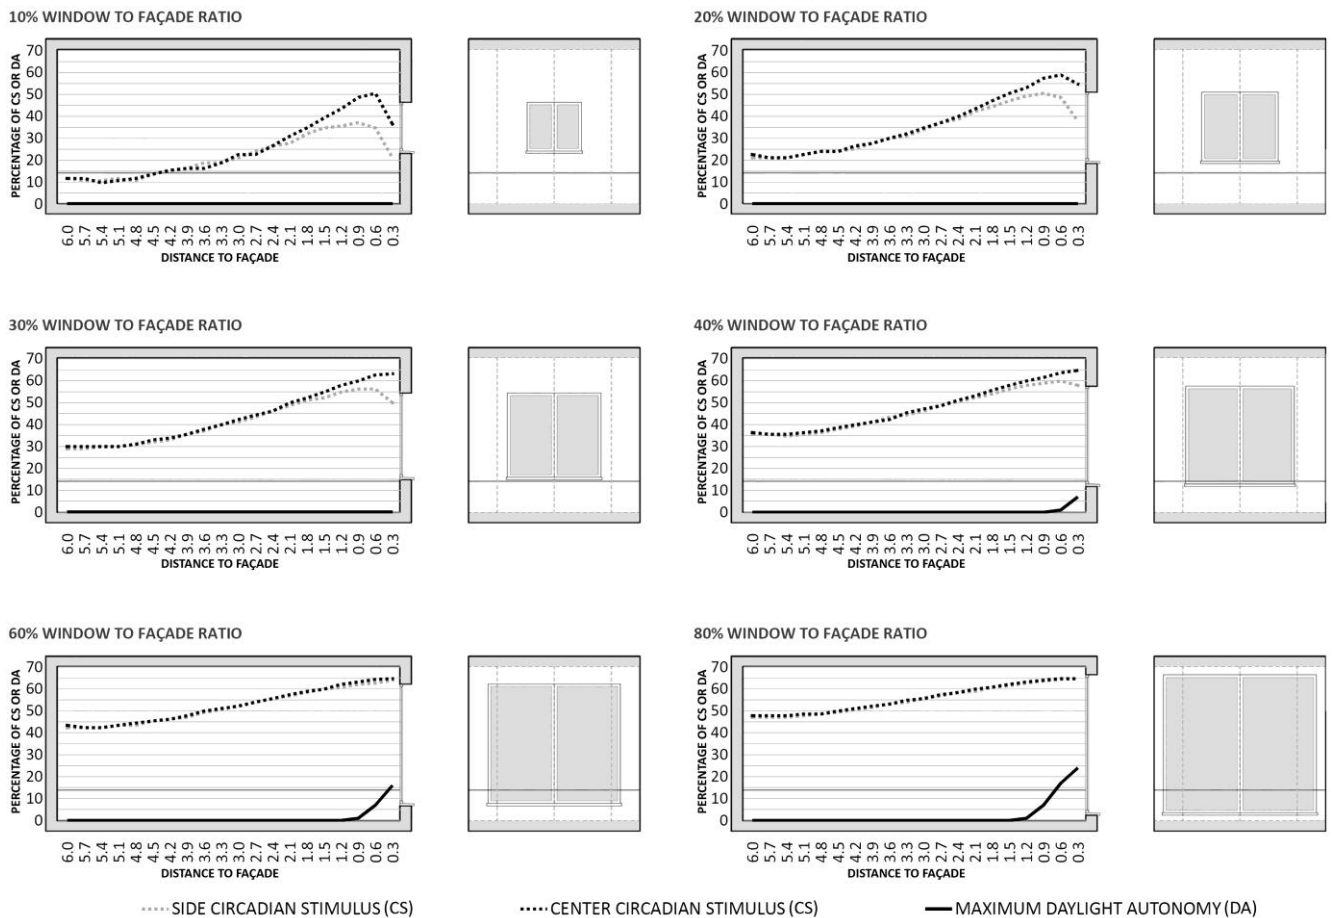 10% WINDOW TO FAÇADE RATIO
PERCENTAGE OF CS OR DA
70
60
50
40
30
20
10
0
6.0 5.7 5.4 5.1 4.8 4.5 4.2 3.9 3.6 3.3 3.0 2.7 2.4 2.1 1.8 1.5 1.2 0.9 0.6 0.3
DISTANCE TO FAÇADE
20% WINDOW TO FAÇADE RATIO
PERCENTAGE OF CS OR DA
70
60
50
40
30
20
10
0
6.0 5.7 5.4 5.1 4.8 4.5 4.2 3.9 3.6 3.3 3.0 2.7 2.4 2.1 1.8 1.5 1.2 0.9 0.6 0.3
DISTANCE TO FAÇADE
30% WINDOW TO FAÇADE RATIO
PERCENTAGE OF CS OR DA
70
60
50
40
30
20
10
0
6.0 5.7 5.4 5.1 4.8 4.5 4.2 3.9 3.6 3.3 3.0 2.7 2.4 2.1 1.8 1.5 1.2 0.9 0.6 0.3
DISTANCE TO FAÇADE
40% WINDOW TO FAÇADE RATIO
PERCENTAGE OF CS OR DA
70
60
50
40
30
20
10
0
6.0 5.7 5.4 5.1 4.8 4.5 4.2 3.9 3.6 3.3 3.0 2.7 2.4 2.1 1.8 1.5 1.2 0.9 0.6 0.3
DISTANCE TO FAÇADE
60% WINDOW TO FAÇADE RATIO
PERCENTAGE OF CS OR DA
70
60
50
40
30
20
10
0
6.0 5.7 5.4 5.1 4.8 4.5 4.2 3.9 3.6 3.3 3.0 2.7 2.4 2.1 1.8 1.5 1.2 0.9 0.6 0.3
DISTANCE TO FAÇADE
80% WINDOW TO FAÇADE RATIO
PERCENTAGE OF CS OR DA
70
60
50
40
30
20
10
0
6.0 5.7 5.4 5.1 4.8 4.5 4.2 3.9 3.6 3.3 3.0 2.7 2.4 2.1 1.8 1.5 1.2 0.9 0.6 0.3
DISTANCE TO FAÇADE
SIDE CIRCADIAN STIMULUS (CS)
CENTER CIRCADIAN STIMULUS (CS)
MAXIMUM DAYLIGHT AUTONOMY (DA)